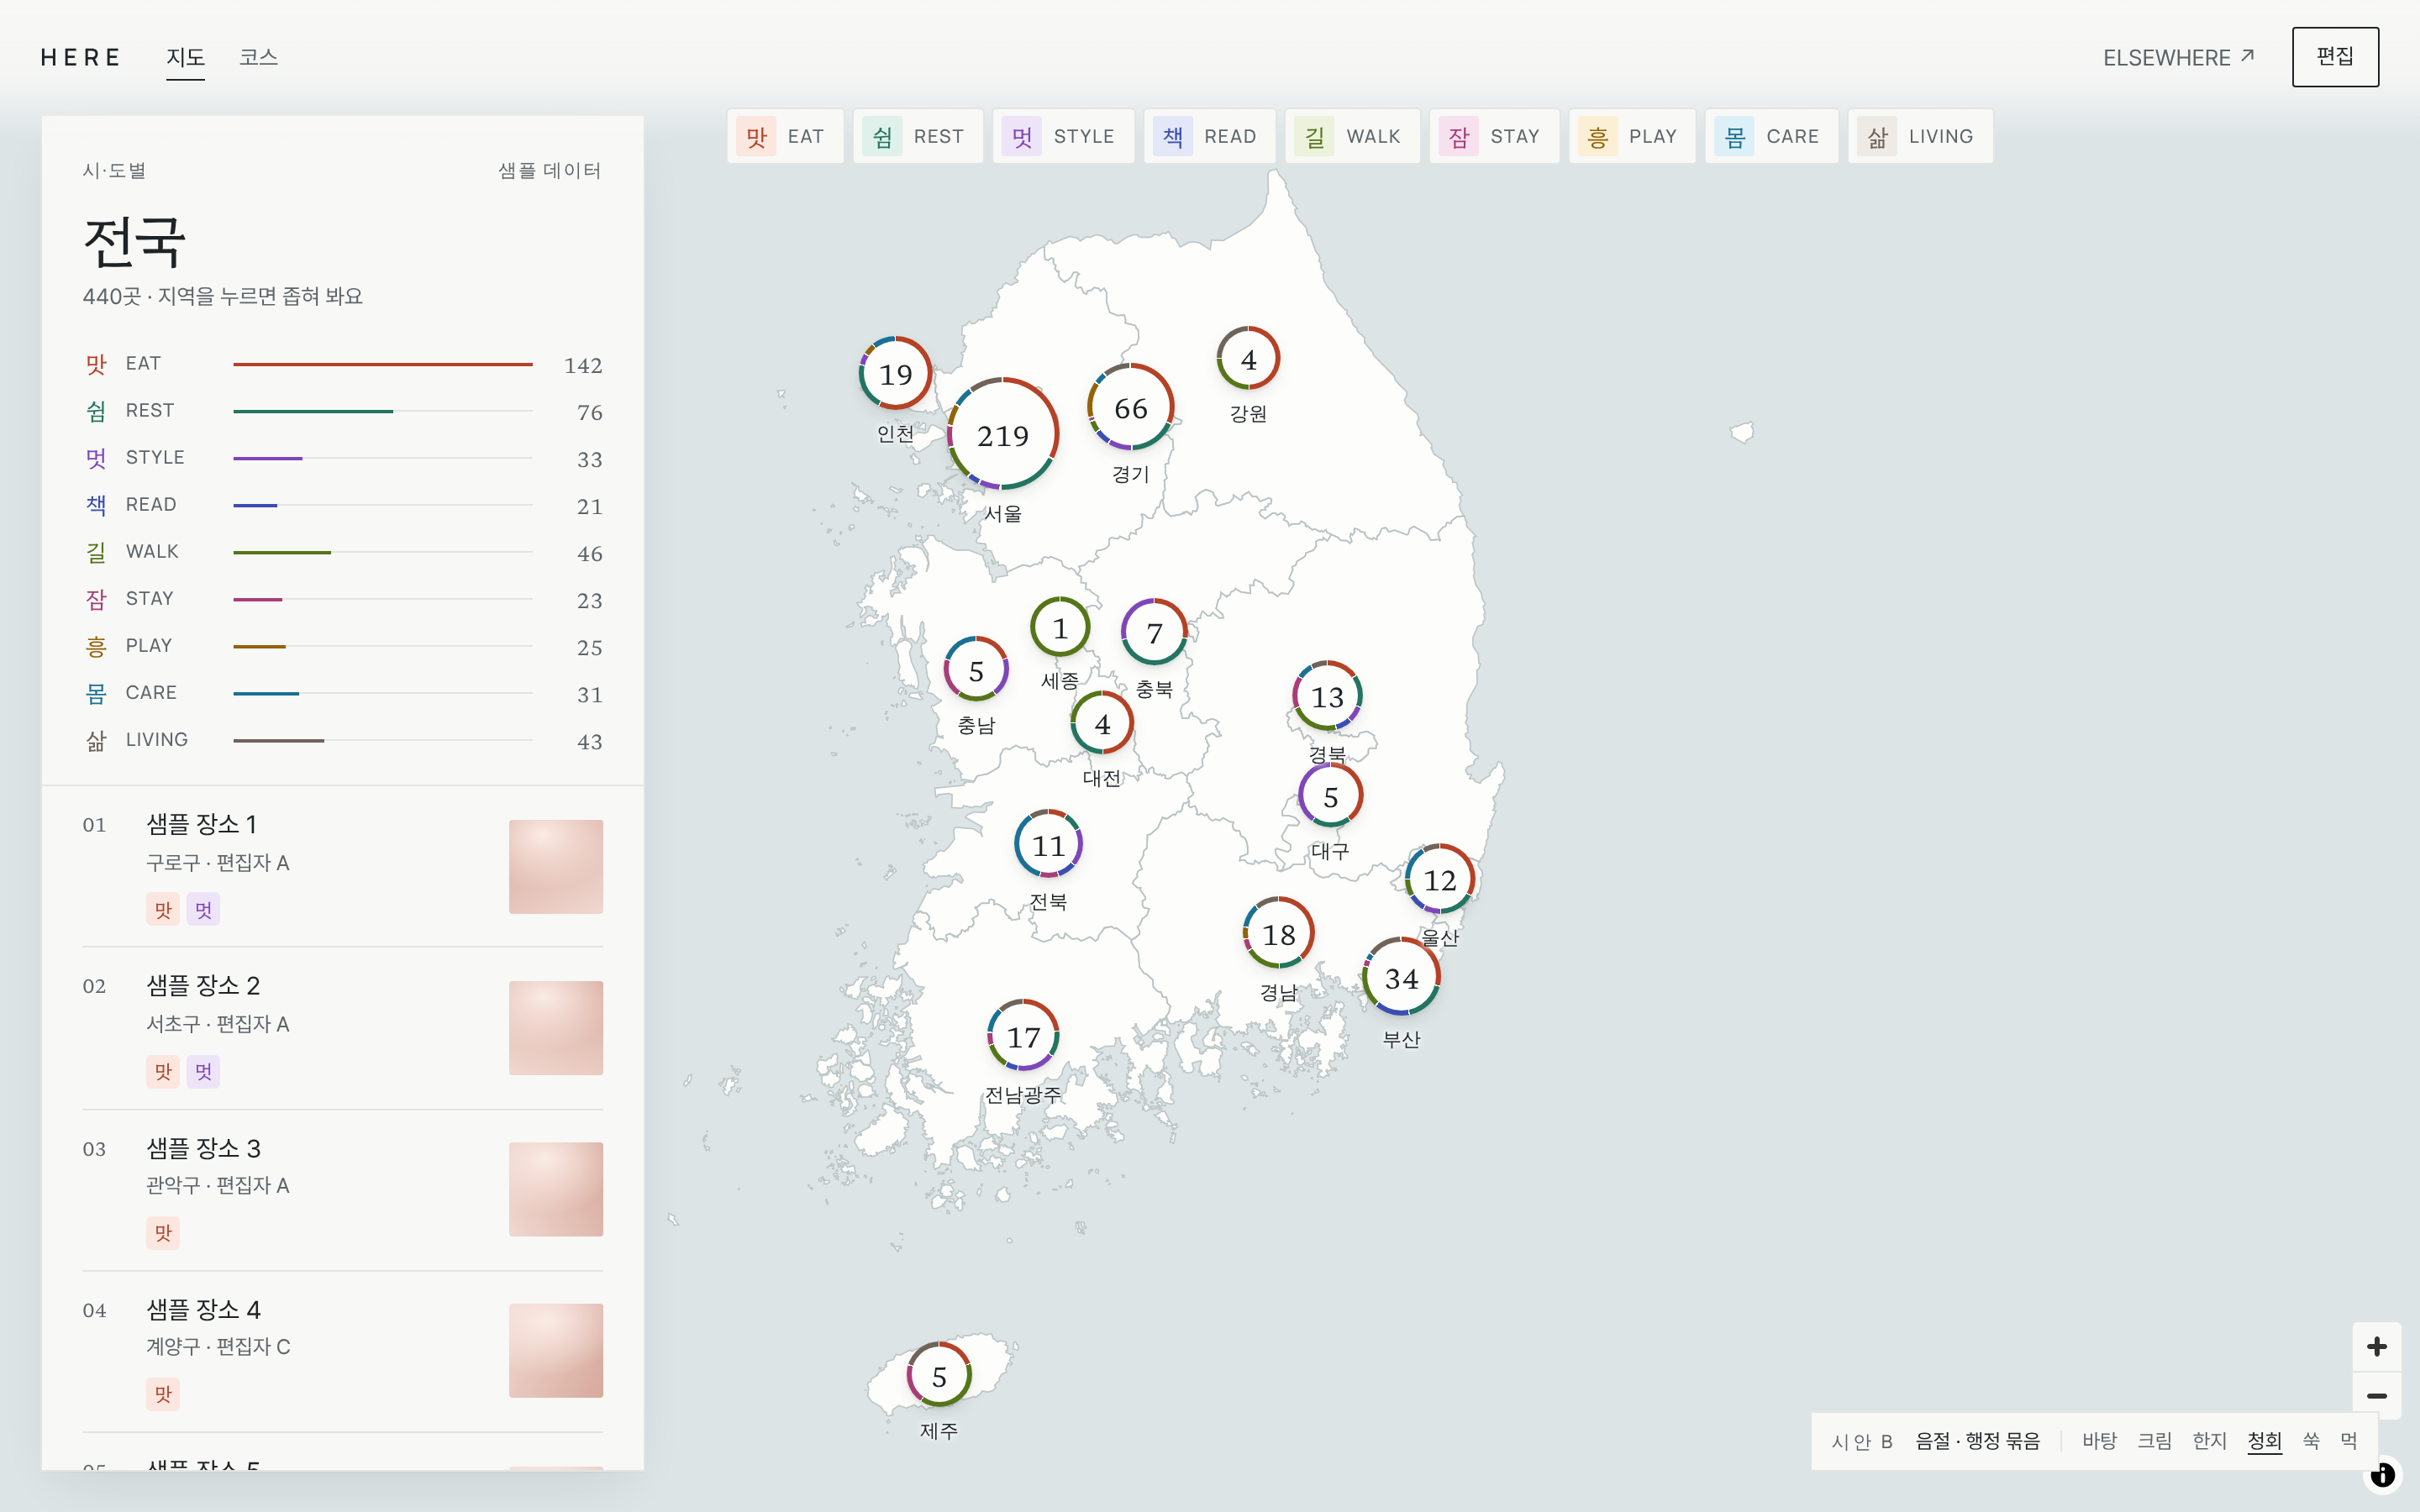 HERE 지도 코스 ELSEWHERE ↗ 편집
맛 EAT 쉼 REST 멋 STYLE 책 READ 길 WALK 잠 STAY 흥 PLAY 몸 CARE 삶 LIVING
시·도별 샘플 데이터
전국
440곳 · 지역을 누르면 좁혀 봐요
맛 EAT 142
쉼 REST 76
멋 STYLE 33
책 READ 21
길 WALK 46
잠 STAY 23
흥 PLAY 25
몸 CARE 31
삶 LIVING 43
01 샘플 장소 1
구로구 · 편집자 A
맛 멋
02 샘플 장소 2
서초구 · 편집자 A
맛 멋
03 샘플 장소 3
관악구 · 편집자 A
맛
04 샘플 장소 4
계양구 · 편집자 C
맛
05 샘플 장소 5
4
강원
19
인천
66
경기
219
서울
1
세종
7
충북
5
충남
13
경북
4
대전
5
대구
11
전북
12
울산
18
경남
34
부산
17
전남광주
5
제주
시안 B 음절 · 행정 묶음 바탕 크림 한지 청회 쑥 먹